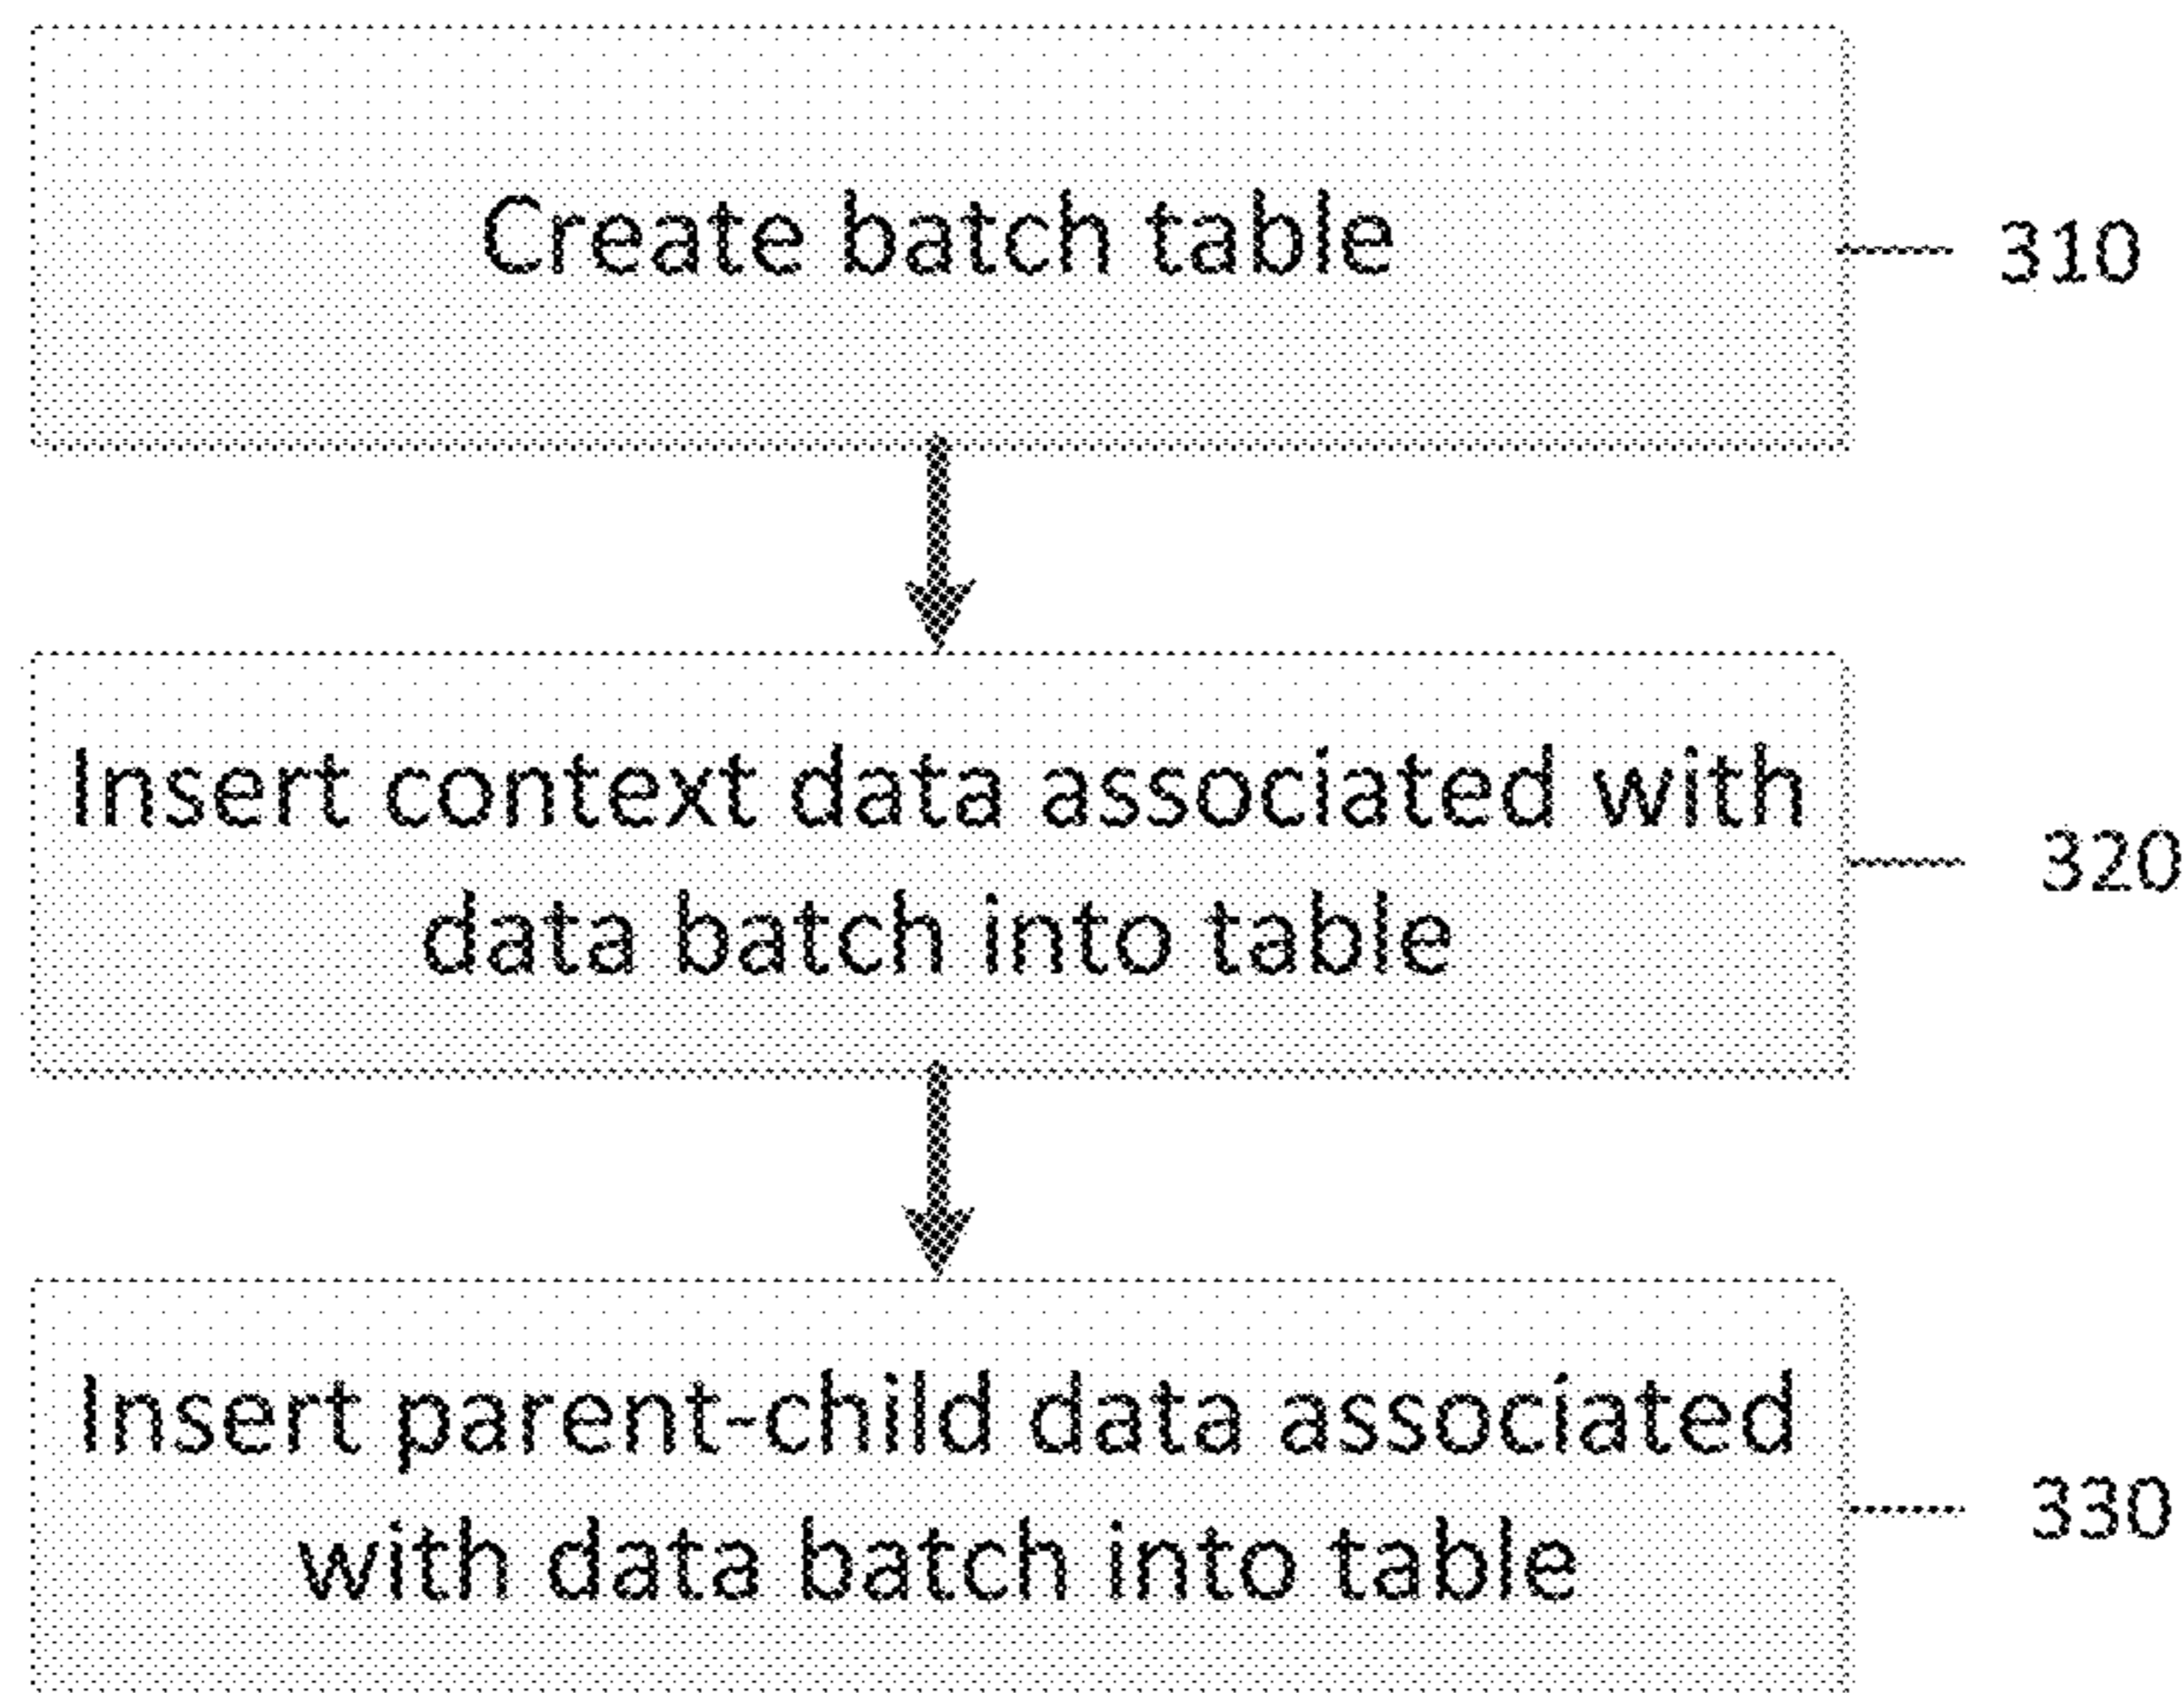 Create batch table
310
Insert context data associated with
data batch into table
320
Insert parent-child data associated
with data batch into table
330